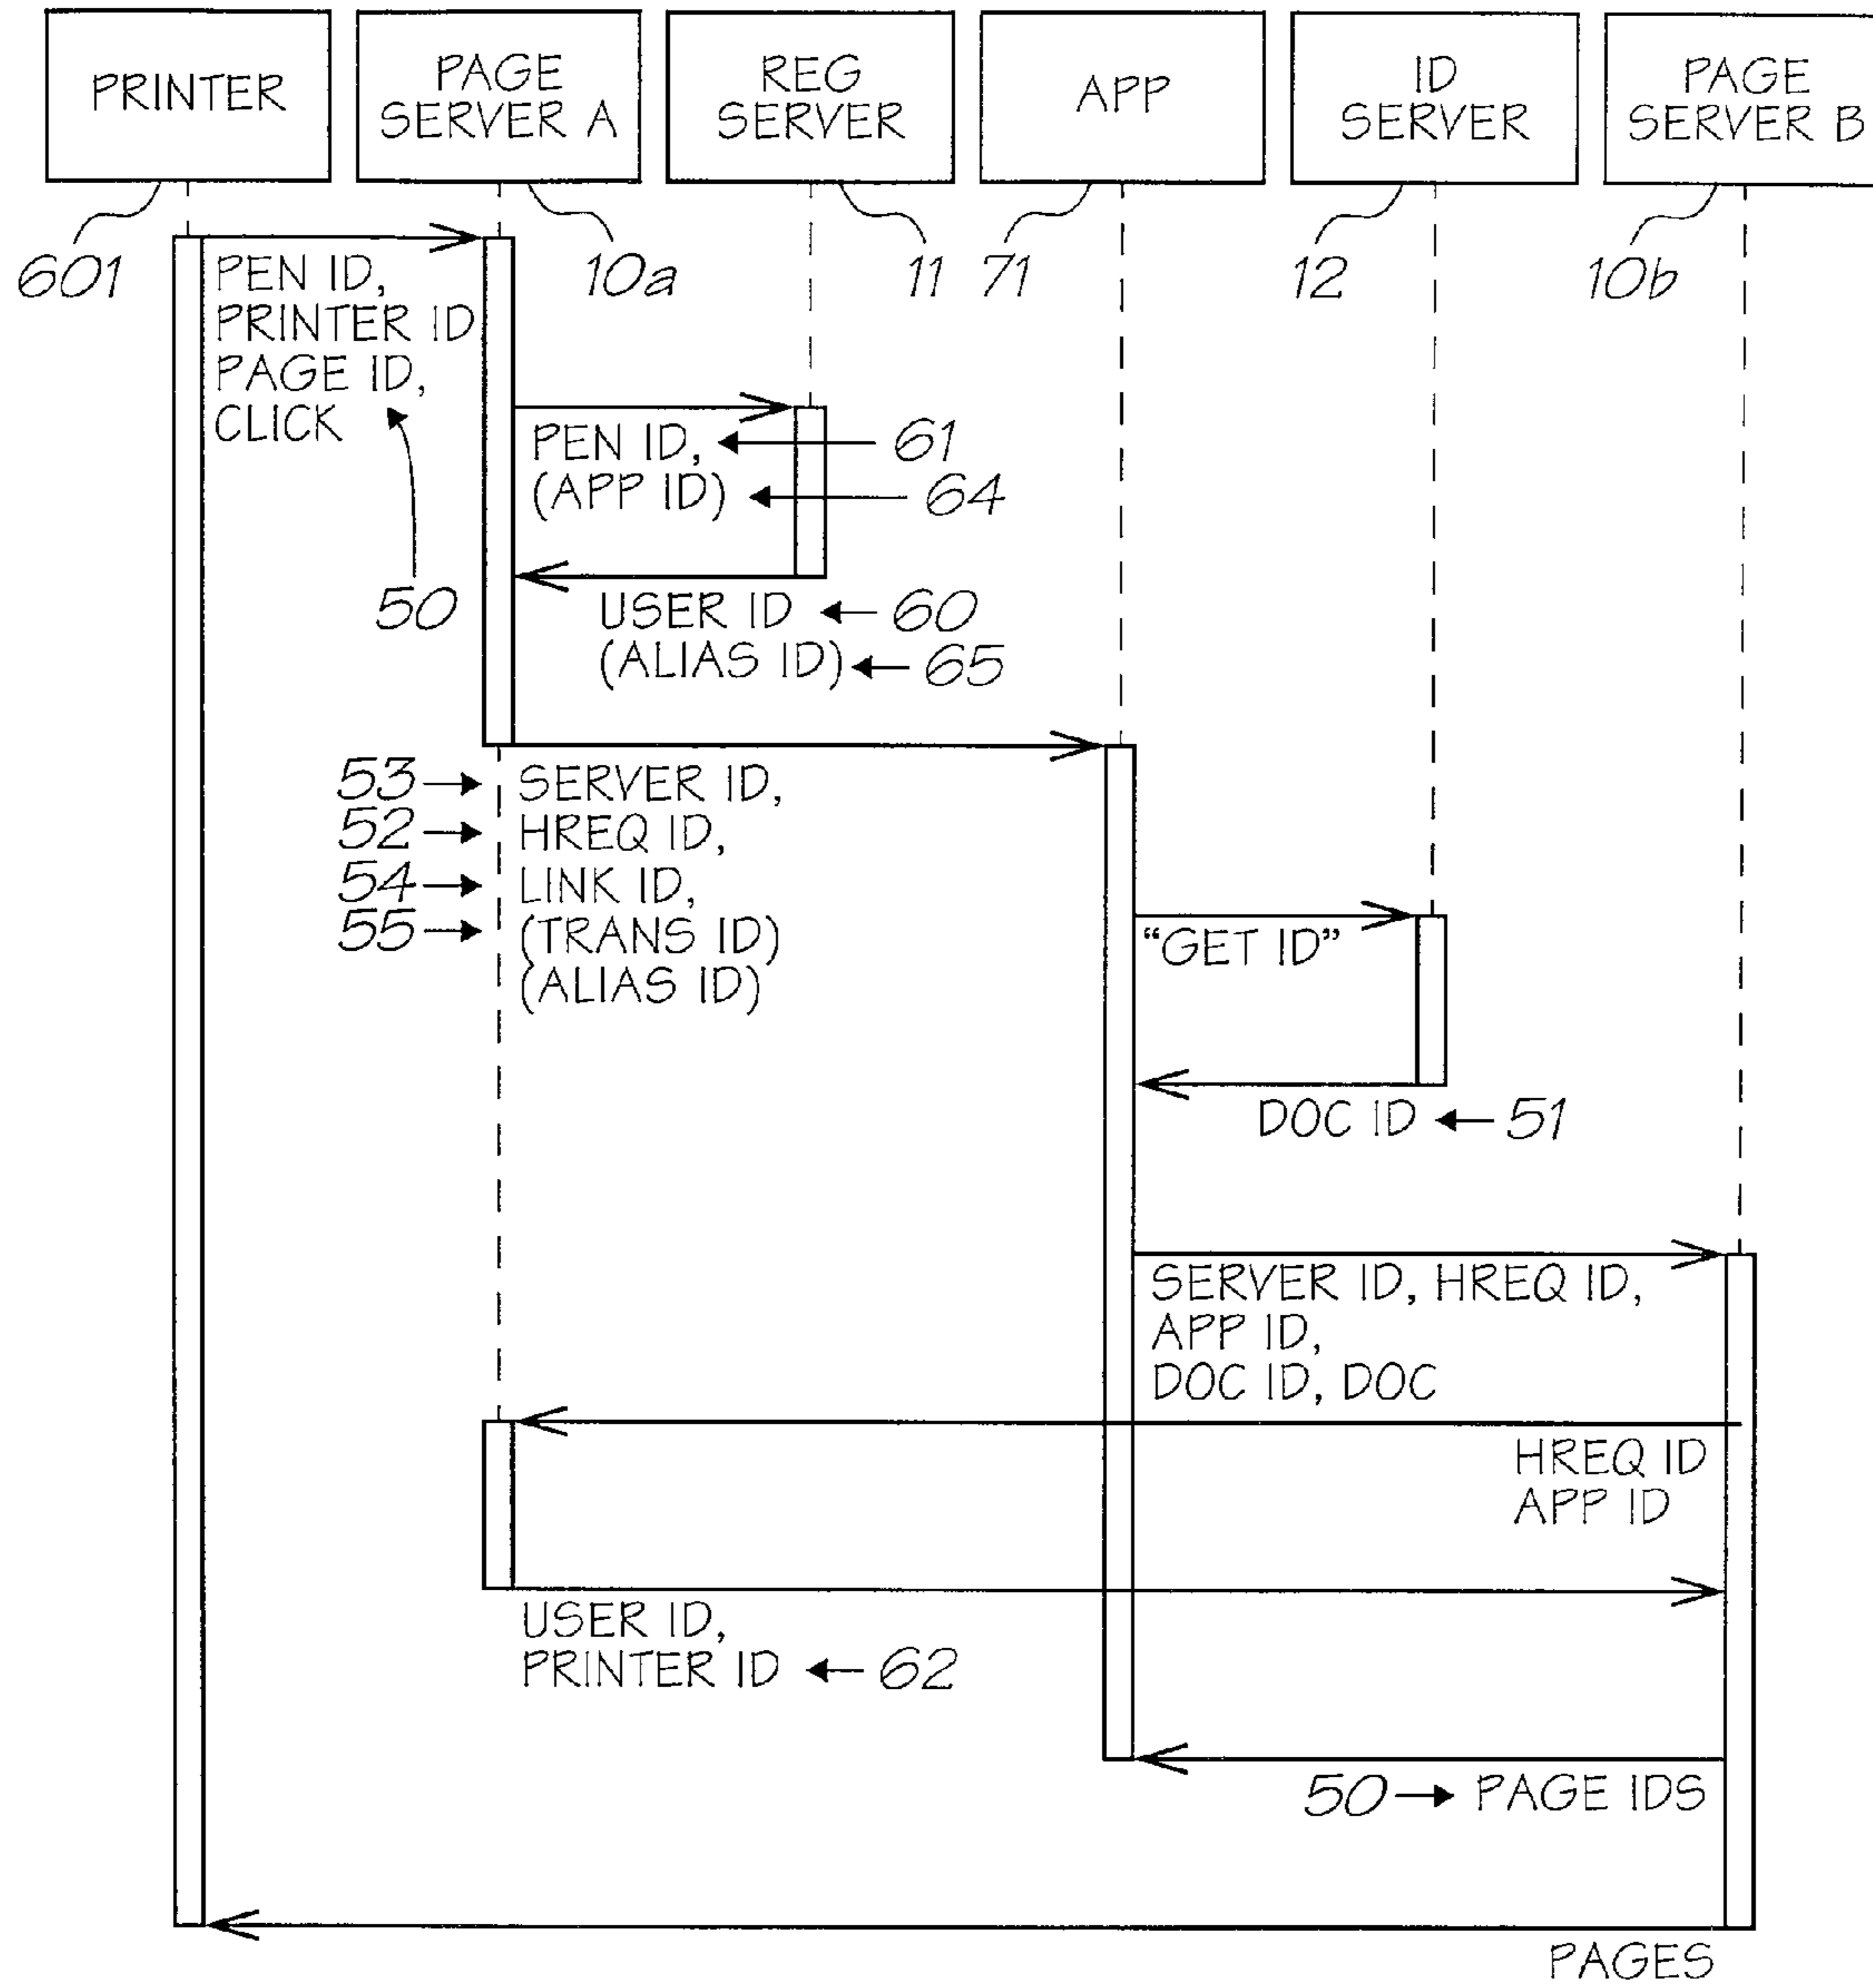 PRINTER
PAGE
SERVER A
REG
SERVER
APP
ID
SERVER
PAGE
SERVER B
601
10a
11
71
12
10b
PEN ID,
PRINTER ID
PAGE ID,
CLICK
50
PEN ID,
61
(APP ID)
64
USER ID
60
(ALIAS ID)
65
53
SERVER ID,
52
HREQ ID,
54
LINK ID,
55
(TRANS ID)
(ALIAS ID)
“GET ID”
DOC ID
51
SERVER ID, HREQ ID,
APP ID,
DOC ID, DOC
HREQ ID
APP ID
USER ID,
PRINTER ID
62
50
PAGE IDS
PAGES